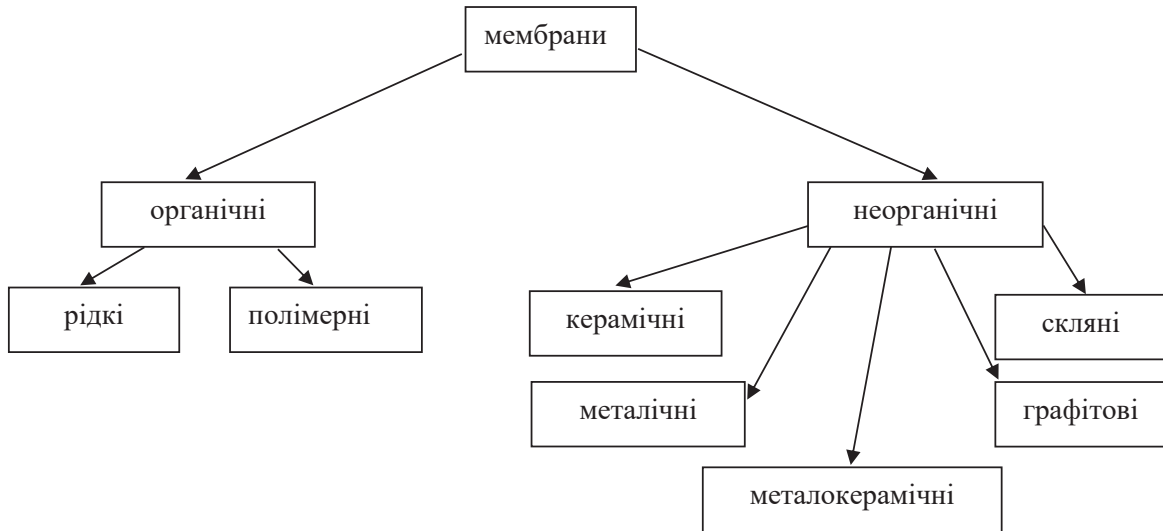 мембрани
органічні
неорганічні
рідкі
полімерні
керамічні
скляні
металічні
графітові
металокерамічні